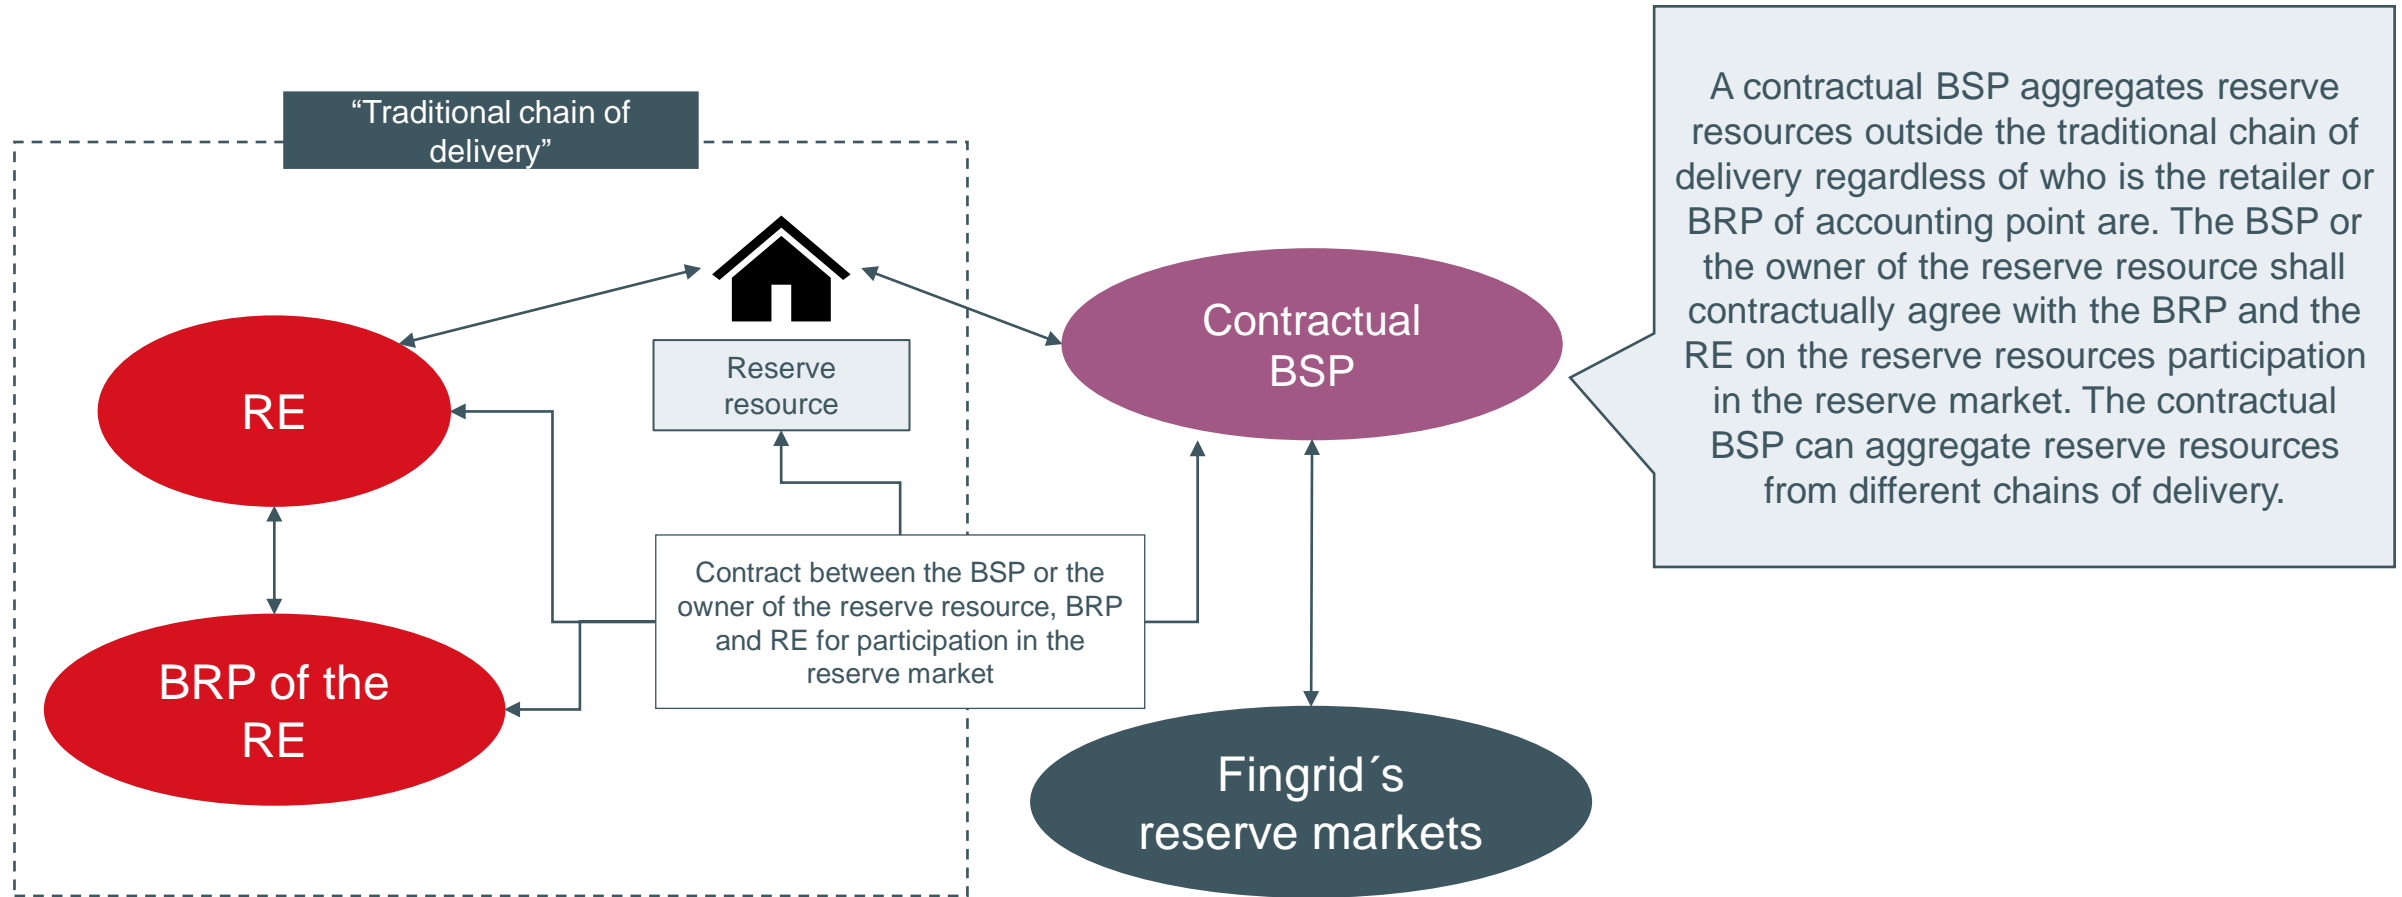 “Traditional chain of
delivery”
RE
BRP of the
RE
Reserve
resource
Contract between the BSP or the
owner of the reserve resource, BRP
and RE for participation in the
reserve market
Contractual
BSP
Fingrid´s
reserve markets
A contractual BSP aggregates reserve
resources outside the traditional chain of
delivery regardless of who is the retailer or
BRP of accounting point are. The BSP or
the owner of the reserve resource shall
contractually agree with the BRP and the
RE on the reserve resources participation
in the reserve market. The contractual
BSP can aggregate reserve resources
from different chains of delivery.